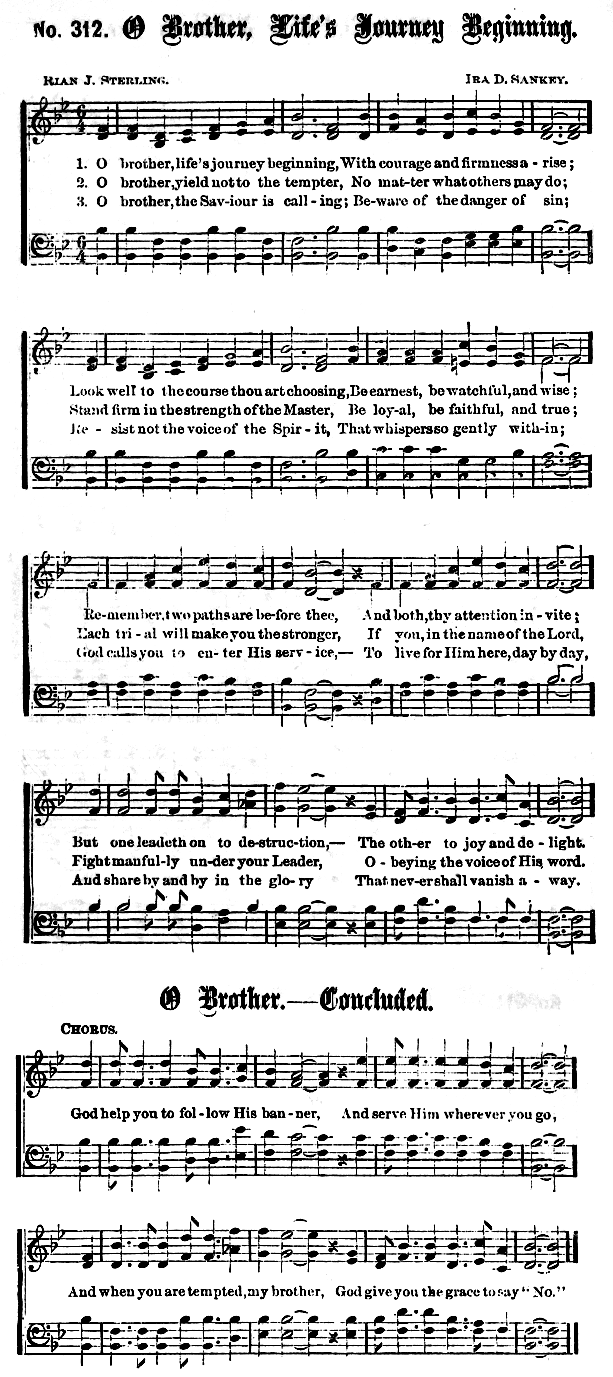 No. 312. O Brother, Life's Journey Beginning.
RIAN J. STERLING. IRA D. SANKEY.
1. O brother, life's journey beginning, With courage and firmness a - rise;
2. O brother, yield not to the tempter, No mat-ter what others may do;
3. O brother, the Sav-iour is call-ing; Be-ware of the danger of sin;
Look well to the course thou art choosing, Be earnest, be watchful, and wise;
Stand firm in the strength of the Master, Be loy-al, be faithful, and true;
Re - sist not the voice of the Spir-it, That whispers so gently with-in;
Re-member, two paths are be-fore thee, And both, thy attention in-vite;
Each tri-al will make you the stronger, If you, in the name of the Lord,
God calls you to en-ter His serv-ice,— To live for Him here, day by day,
But one leadeth on to de-struc-tion,— The oth-er to joy and de-light.
Fight manful-ly un-der your Leader, O-beying the voice of His word.
And share by and by in the glo-ry That never shall vanish a-way.
O Brother.—Concluded.
CHORUS.
God help you to fol-low His ban-ner, And serve Him wherever you go,
And when you are tempted, my brother, God give you the grace to say "No."